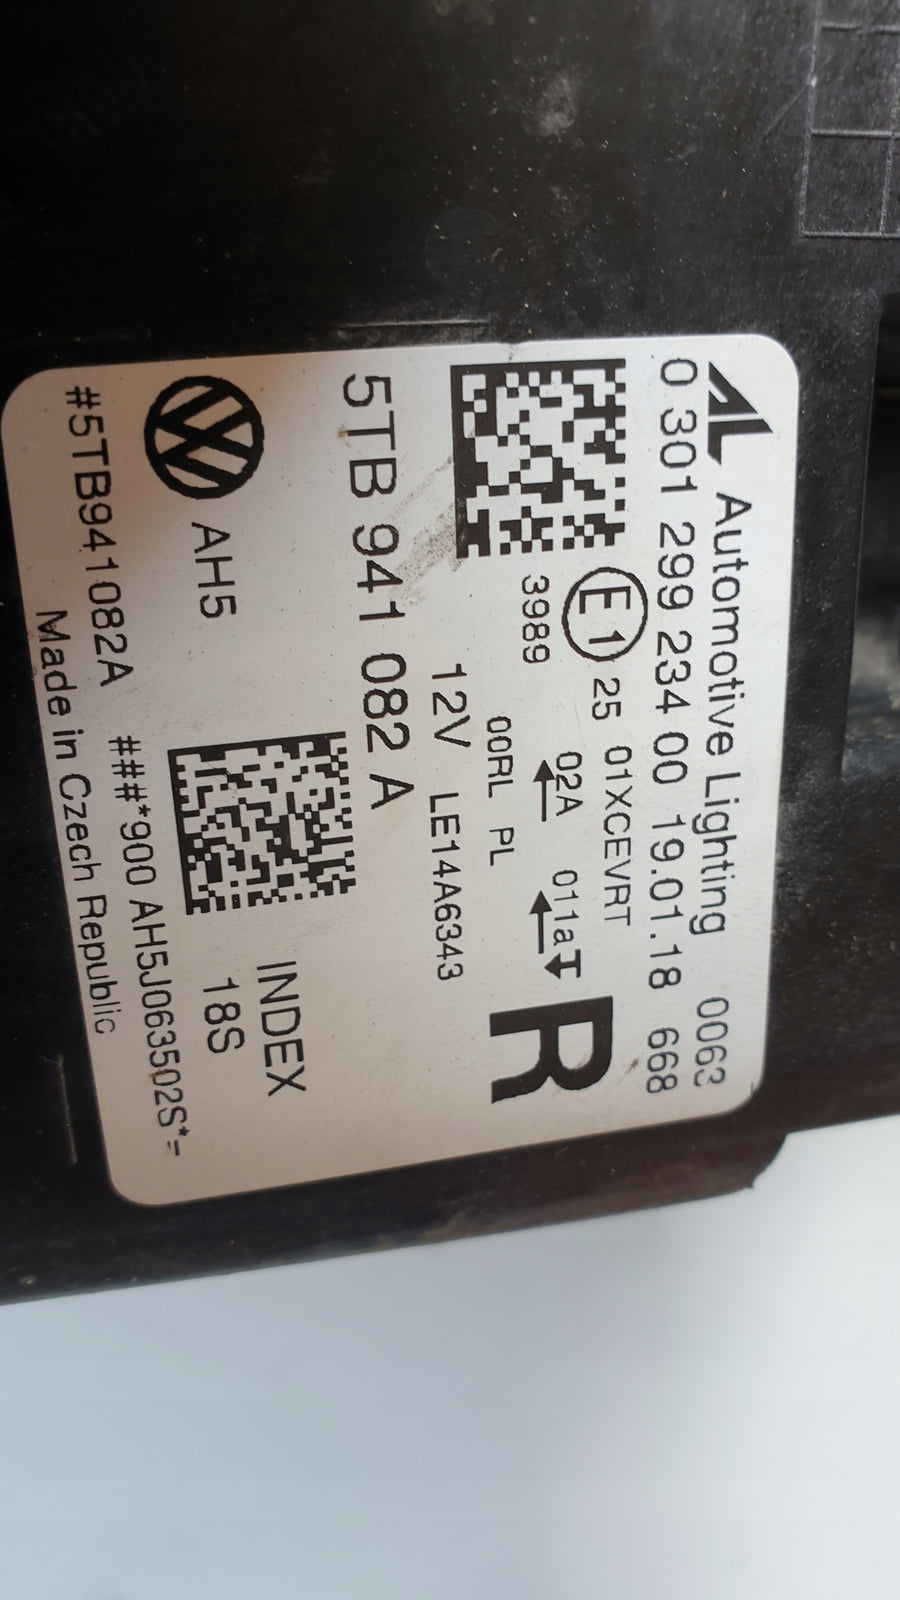 AL Automotive Lighting 0063
0 301 299 234 00 19.01.18 668
E1 25 01XCEVRT
3989 02A 011a R
00RL PL
12V LE14A6343
5TB 941 082 A
INDEX
AH5 18S
#5TB941082A ###*900 AH5J063502S*=
Made in Czech Republic